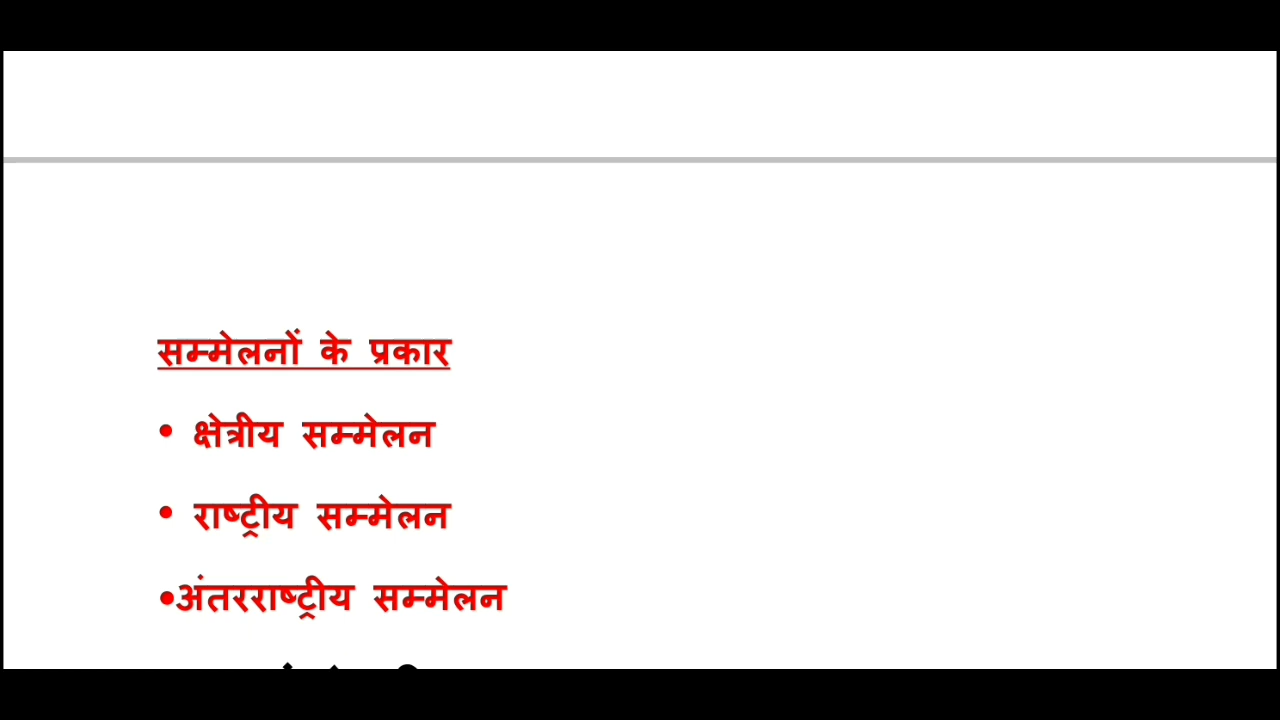 सम्मेलनों के प्रकार
• क्षेत्रीय सम्मेलन
• राष्ट्रीय सम्मेलन
•अंतरराष्ट्रीय सम्मेलन